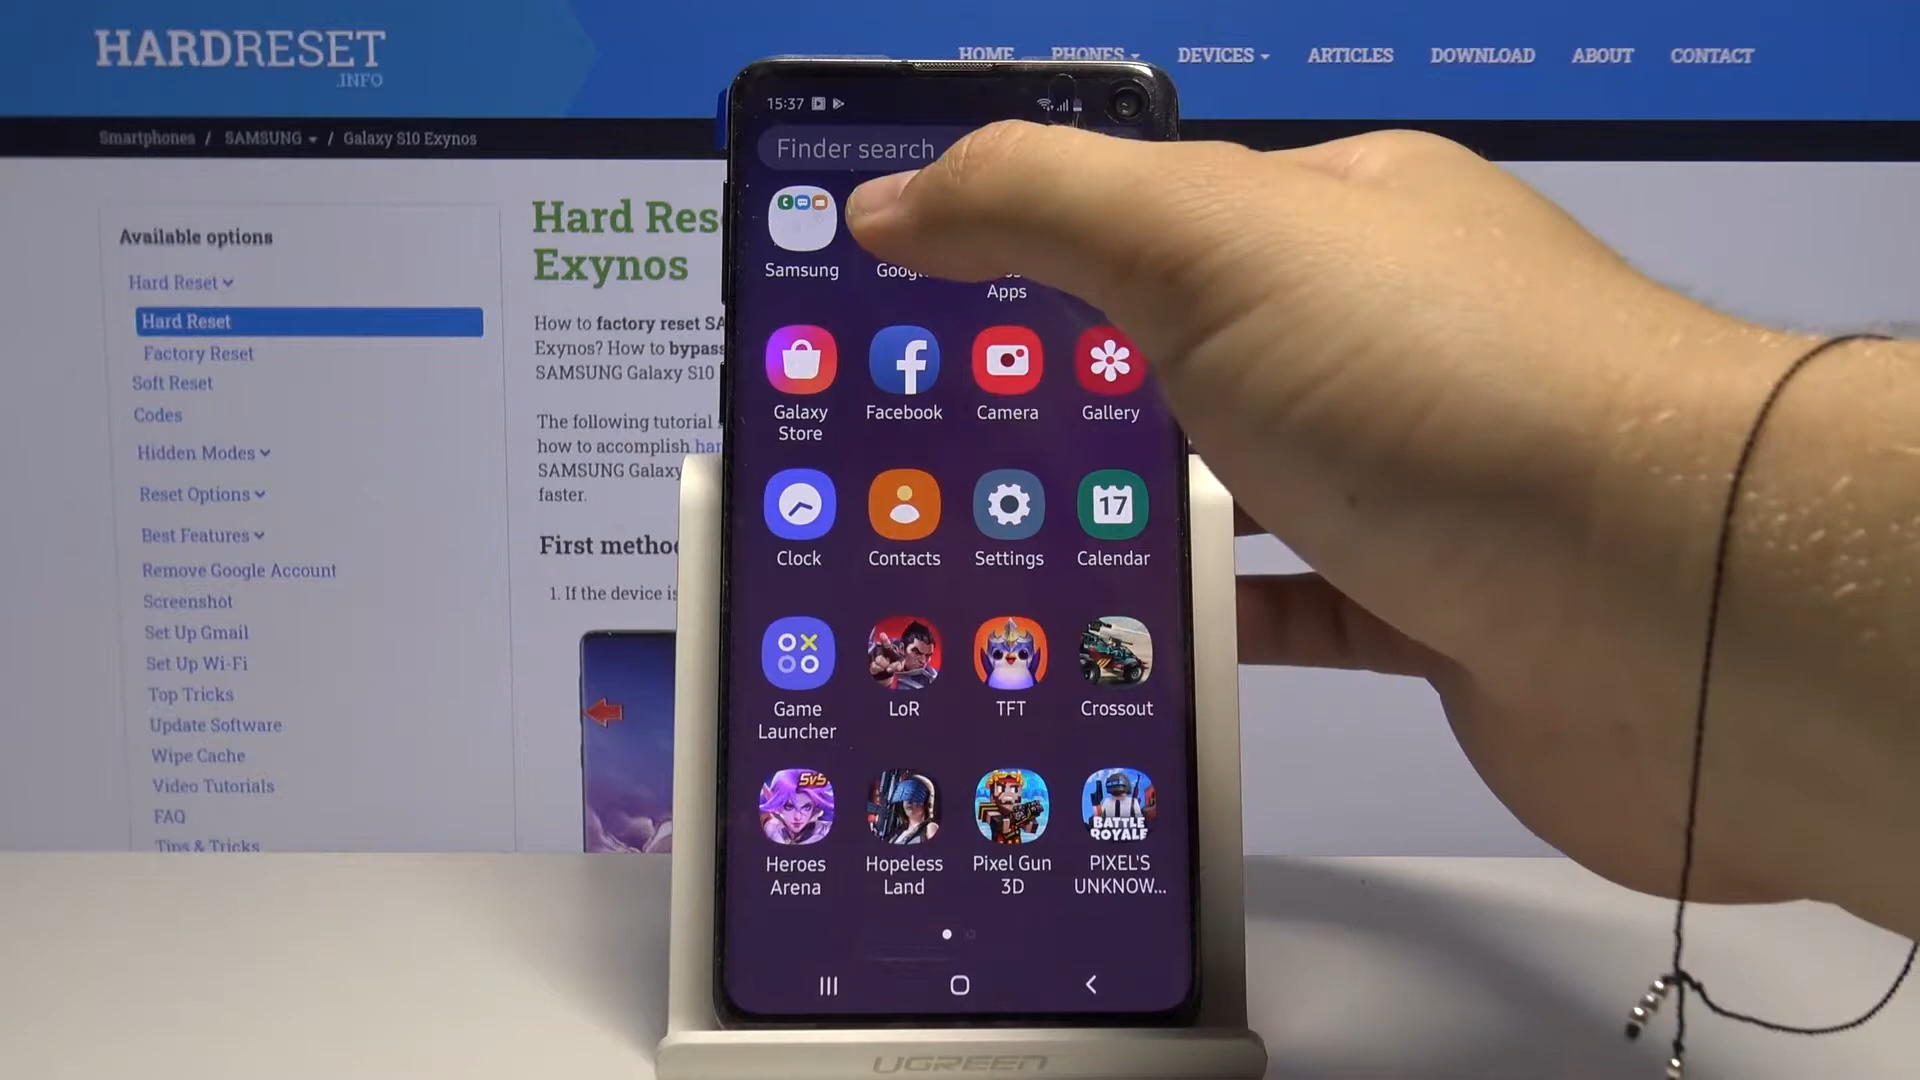 HARDRESET
.INFO
HOME PHONES DEVICES ARTICLES DOWNLOAD ABOUT CONTACT
Smartphones / SAMSUNG / Galaxy S10 Exynos
Available options
Hard Reset
Hard Reset
Factory Reset
Soft Reset
Codes
Hidden Modes
Reset Options
Best Features
Remove Google Account
Screenshot
Set Up Gmail
Set Up Wi-Fi
Top Tricks
Update Software
Wipe Cache
Video Tutorials
FAQ
Tips & Tricks
Hard Res
Exynos
How to factory reset SA
Exynos? How to bypass
SAMSUNG Galaxy S10
The following tutorial
how to accomplish har
SAMSUNG Galaxy
faster.
First metho
1. If the device is
15:37
Finder search
Samsung
Google
Apps
Galaxy
Store
Facebook
Camera
Gallery
Clock
Contacts
Settings
17
Calendar
Game
Launcher
LoR
TFT
Crossout
5v5
Heroes
Arena
Hopeless
Land
Pixel Gun
3D
BATTLE
ROYALE
PIXEL'S
UNKNOW...
UGREEN